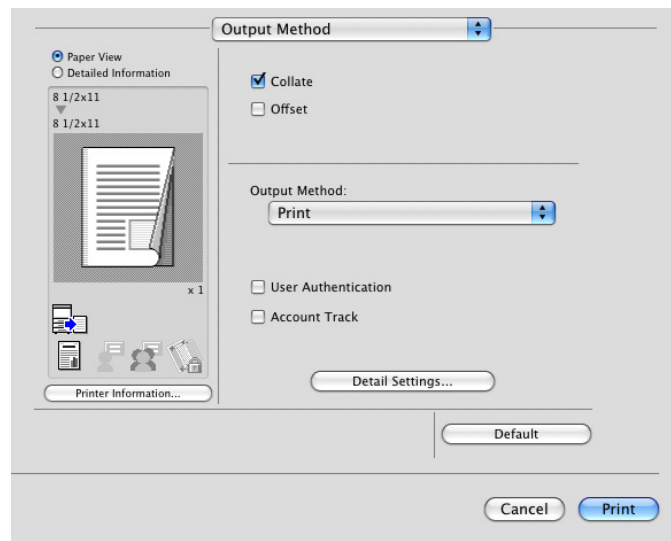 Output Method
Paper View
Detailed Information
8 1/2x11
8 1/2x11
x 1
Printer Information...
Collate
Offset
Output Method:
Print
User Authentication
Account Track
Detail Settings...
Default
Cancel
Print